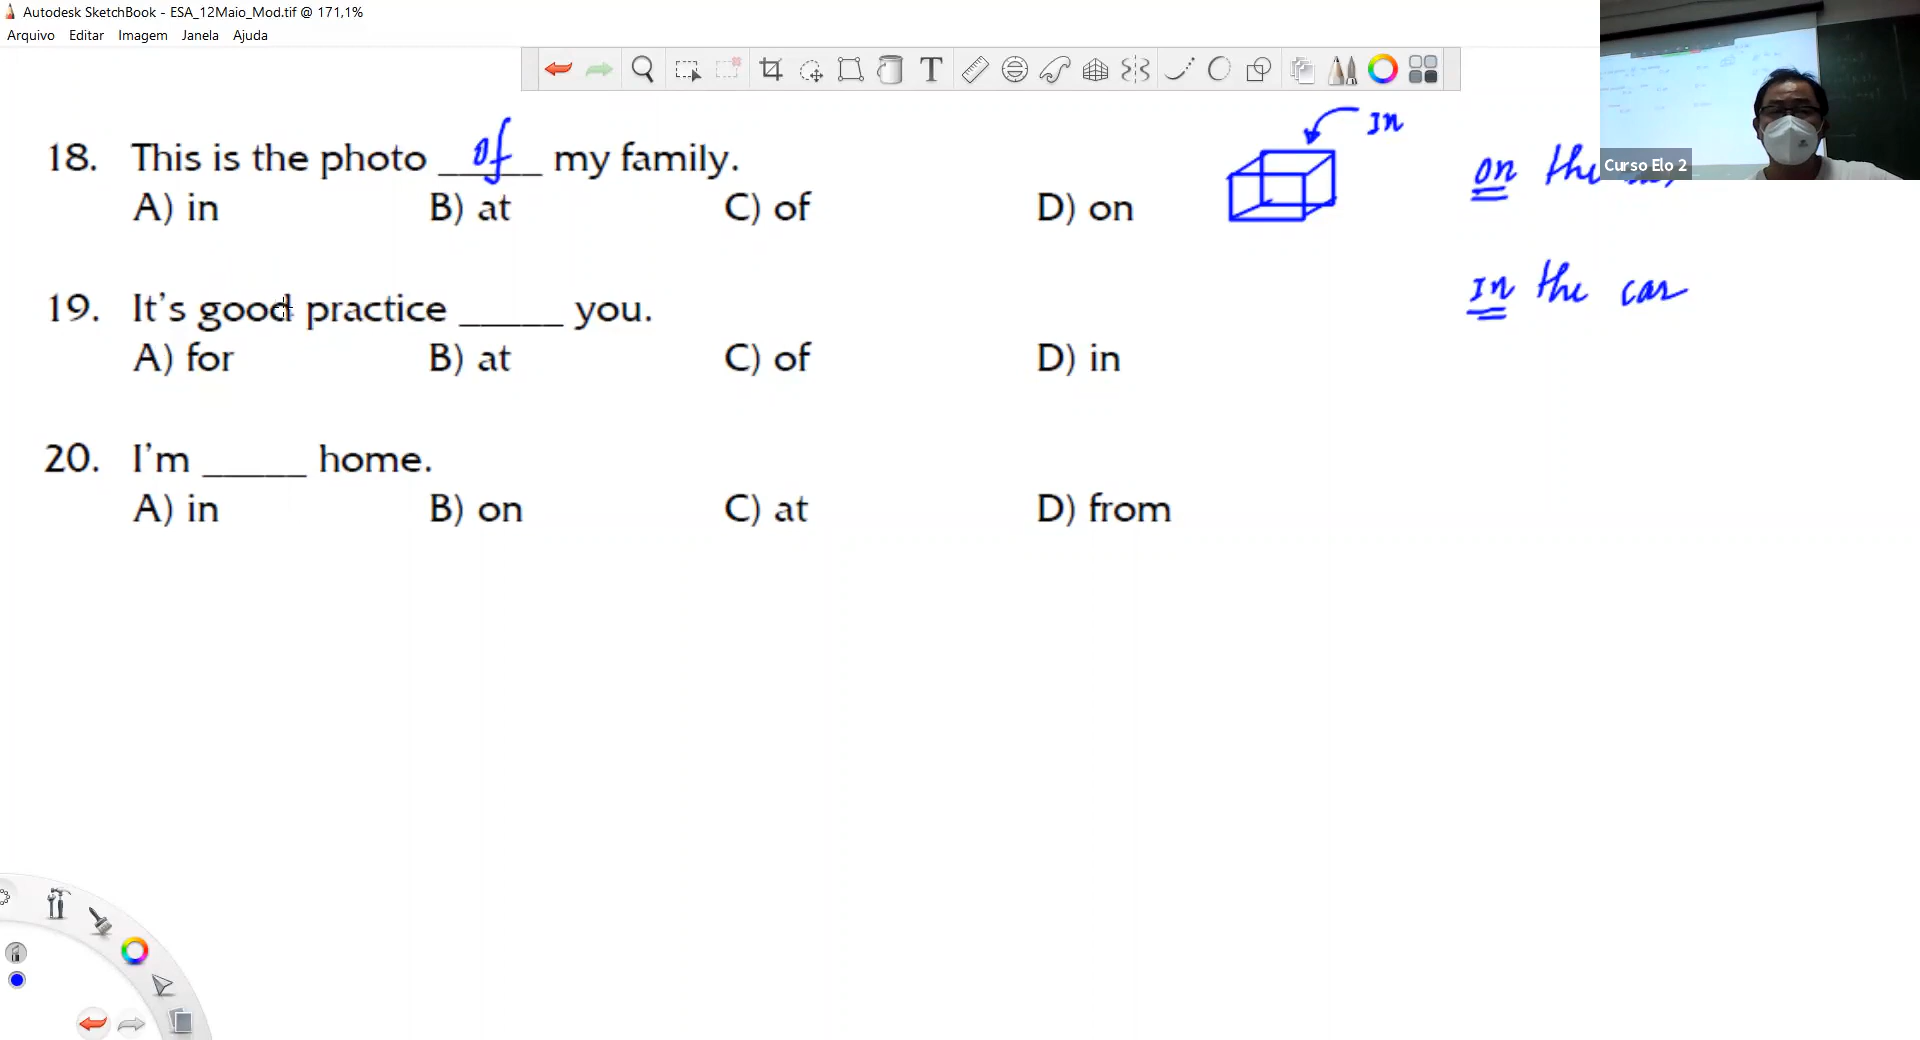 Autodesk SketchBook - ESA_12Maio_Mod.tif @ 171,1%
Arquivo Editar Imagem Janela Ajuda
T
In
18. This is the photo of my family.
A) in B) at C) of D) on
on the
Curso Elo 2
In the car
19. It's good practice _____ you.
A) for B) at C) of D) in
20. I'm _____ home.
A) in B) on C) at D) from